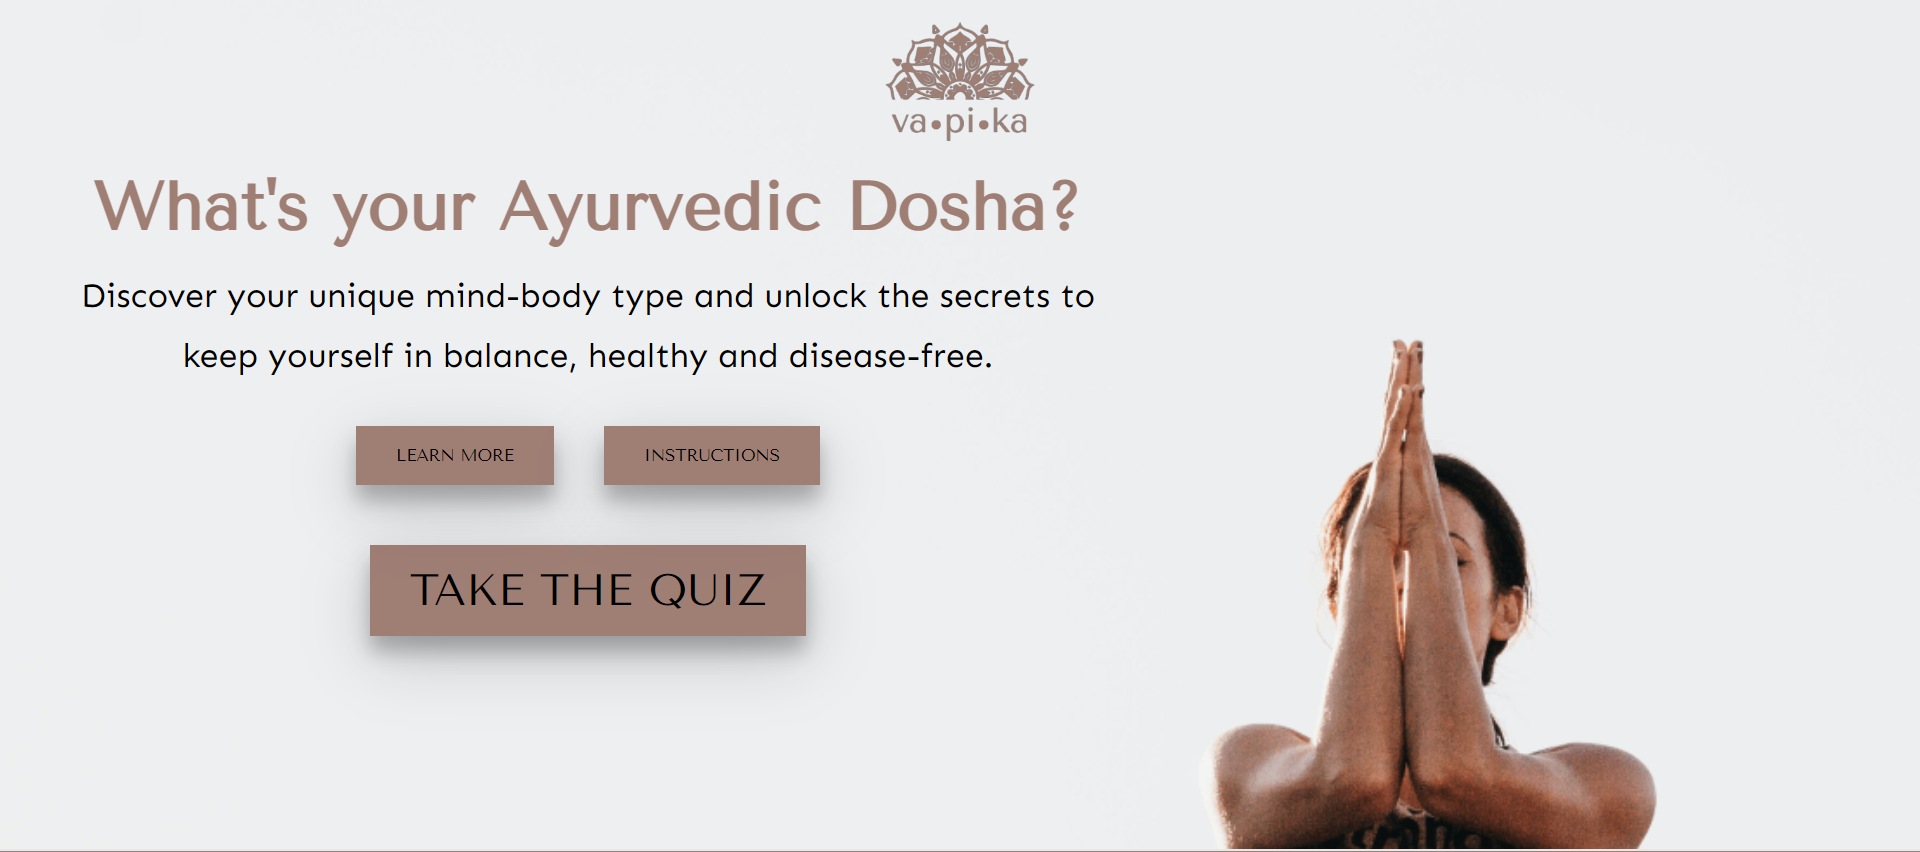 va•pi•ka
What's your Ayurvedic Dosha?
Discover your unique mind-body type and unlock the secrets to
keep yourself in balance, healthy and disease-free.
LEARN MORE
INSTRUCTIONS
TAKE THE QUIZ